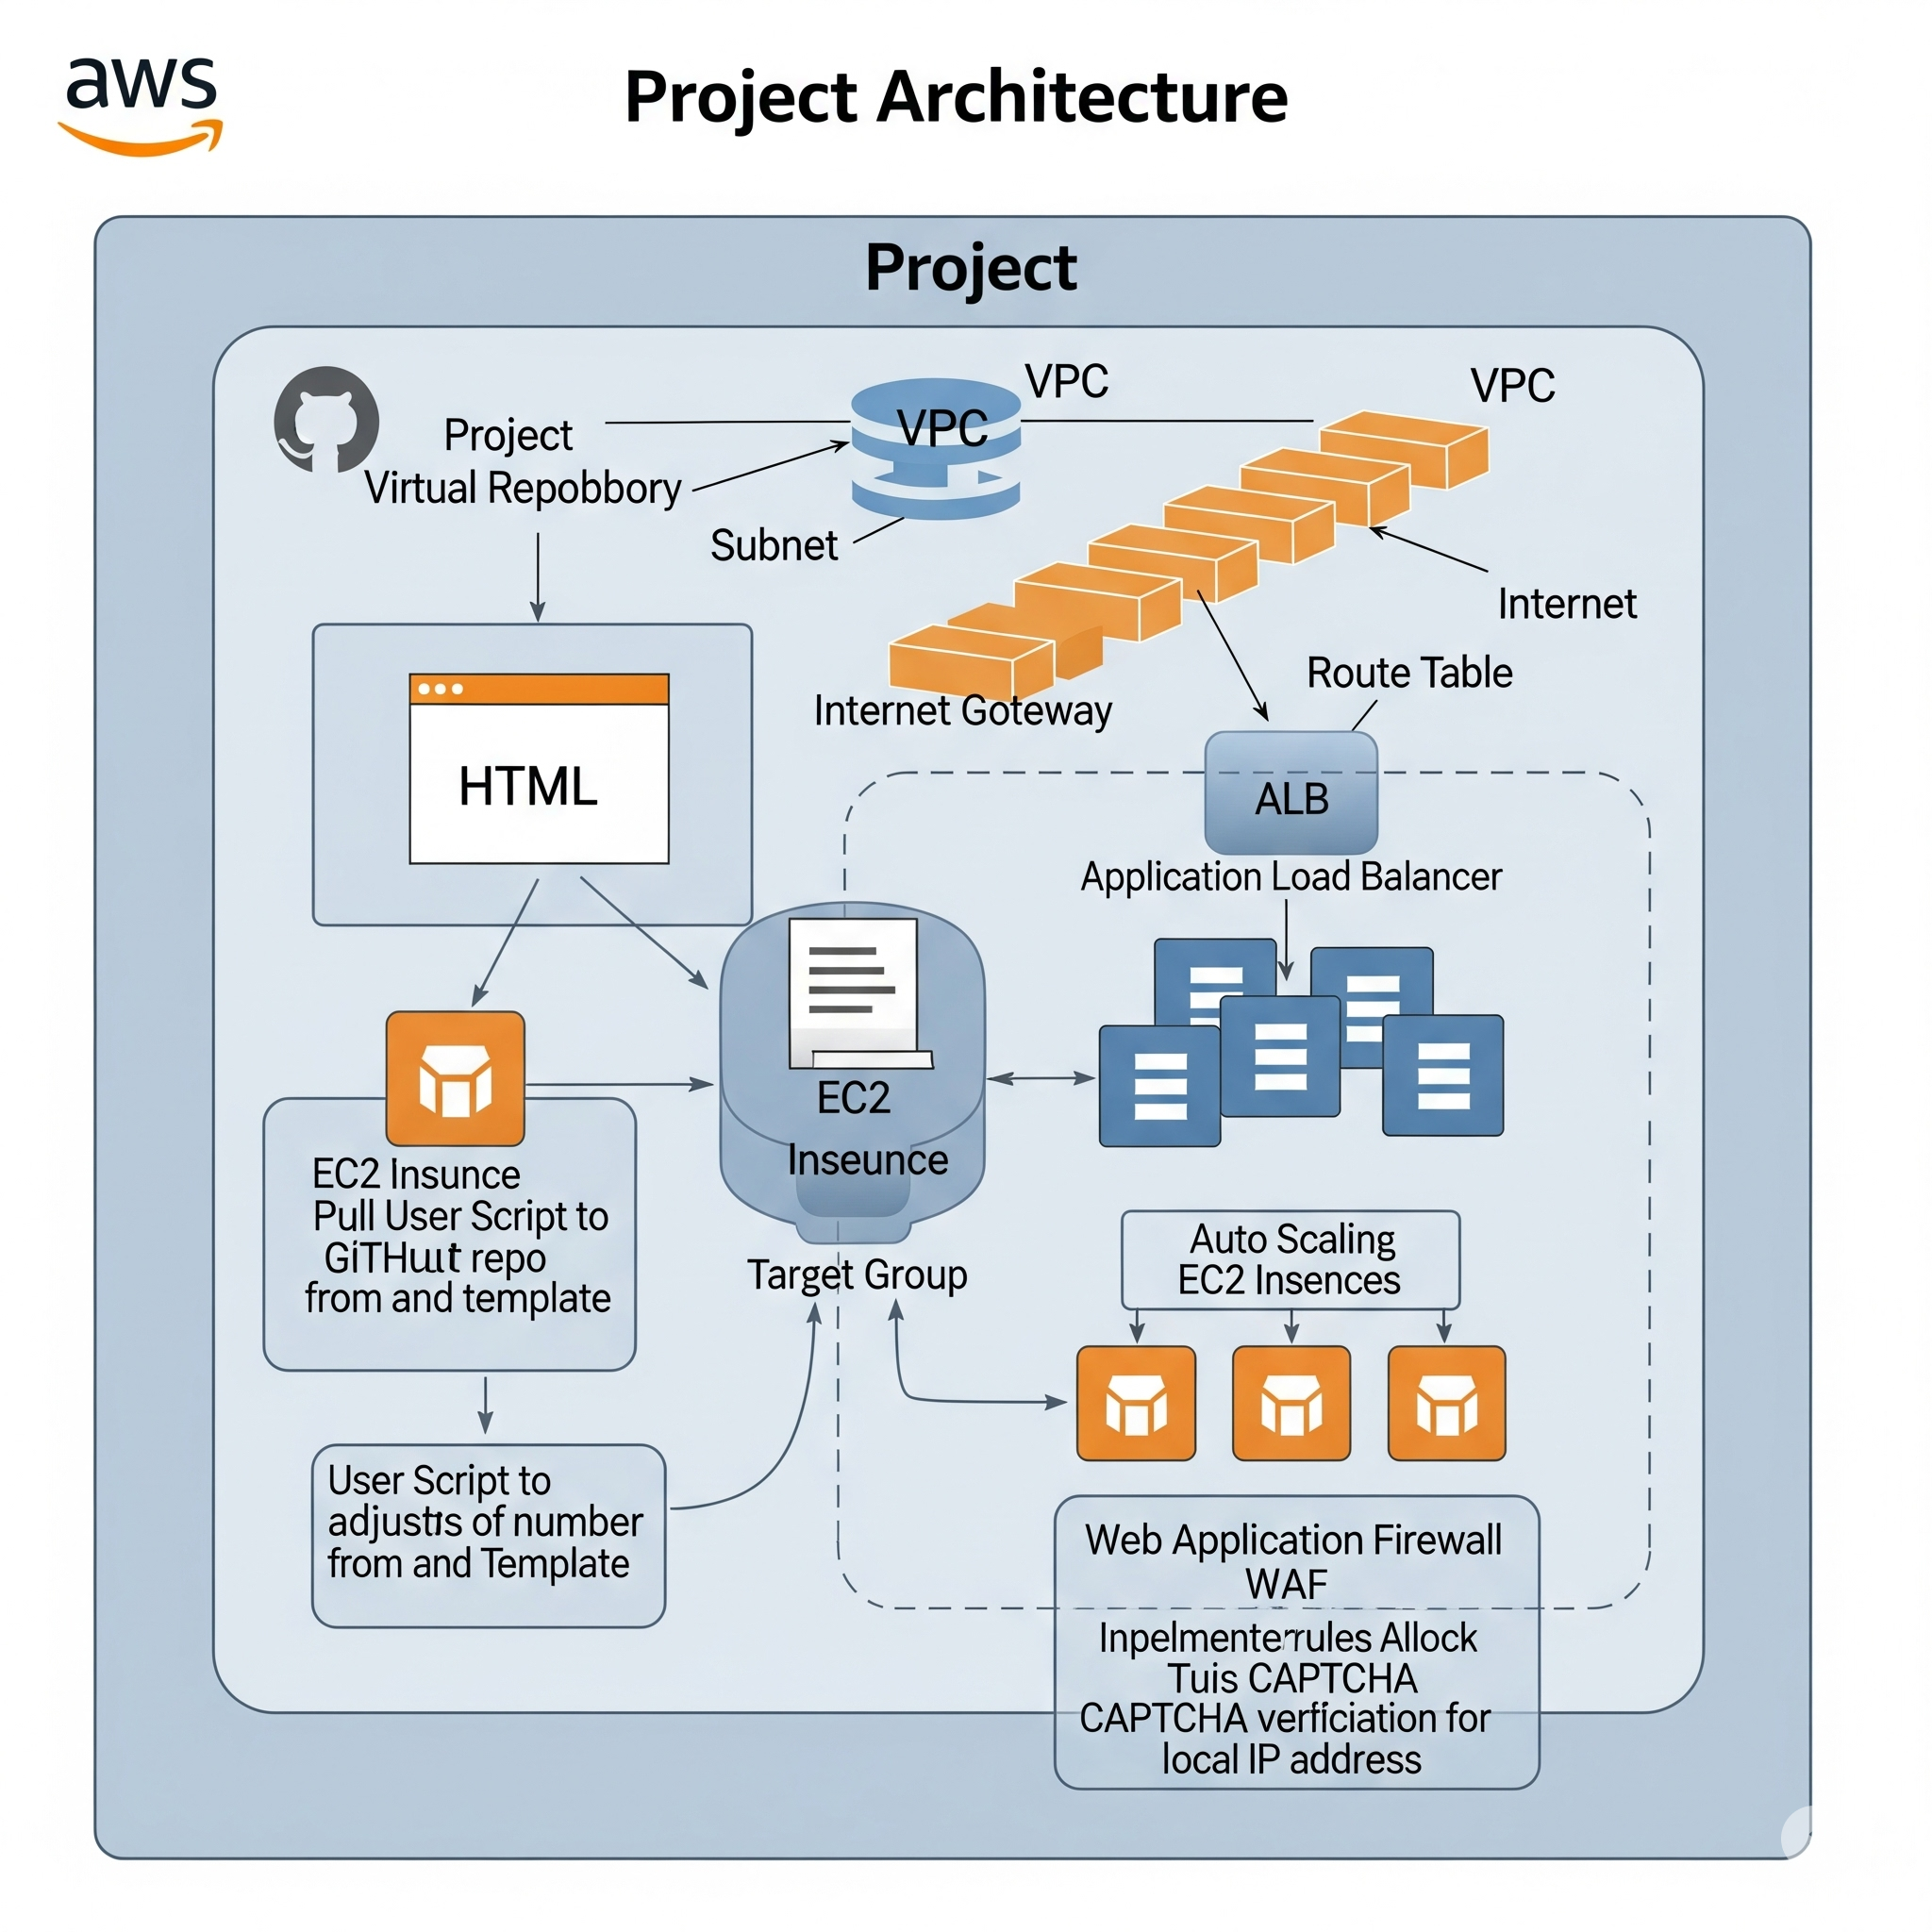 aws
Project Architecture
Project
VPC
VPC
Project
VPC
Virtual Repobbory
Subnet
Internet
Route Table
Internet Goteway
HTML
ALB
Application Load Balancer
EC2
Inseunce
EC2 Insunce
Pull User Script to
GiTHuut repo
from and template
Target Group
Auto Scaling
EC2 Insences
User Script to
adjustıs of number
from and Template
Web Application Firewall
WAF
Inpelmenterrules Allock
Tuis CAPTCHA
CAPTCHA verificiation for
local IP address